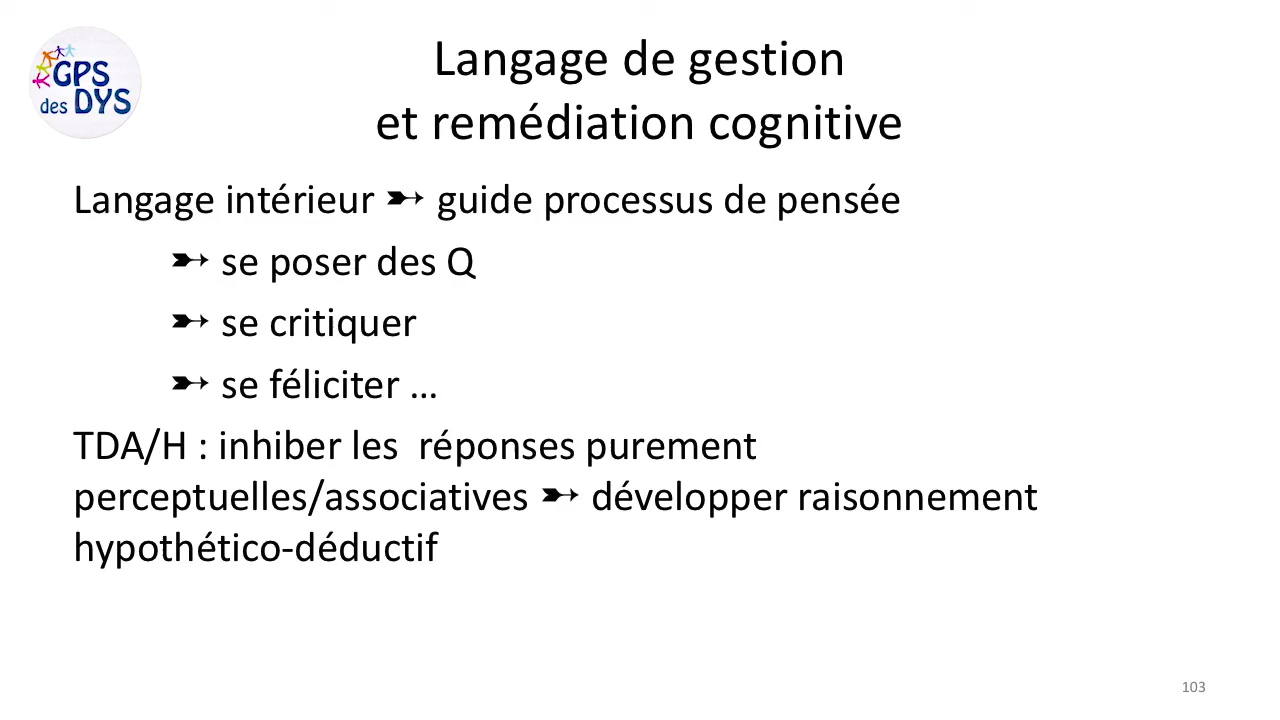 GPS
des DYS
Langage de gestion
et remédiation cognitive
Langage intérieur ➵ guide processus de pensée
➵ se poser des Q
➵ se critiquer
➵ se féliciter …
TDA/H : inhiber les  réponses purement
perceptuelles/associatives ➵ développer raisonnement
hypothético-déductif
103